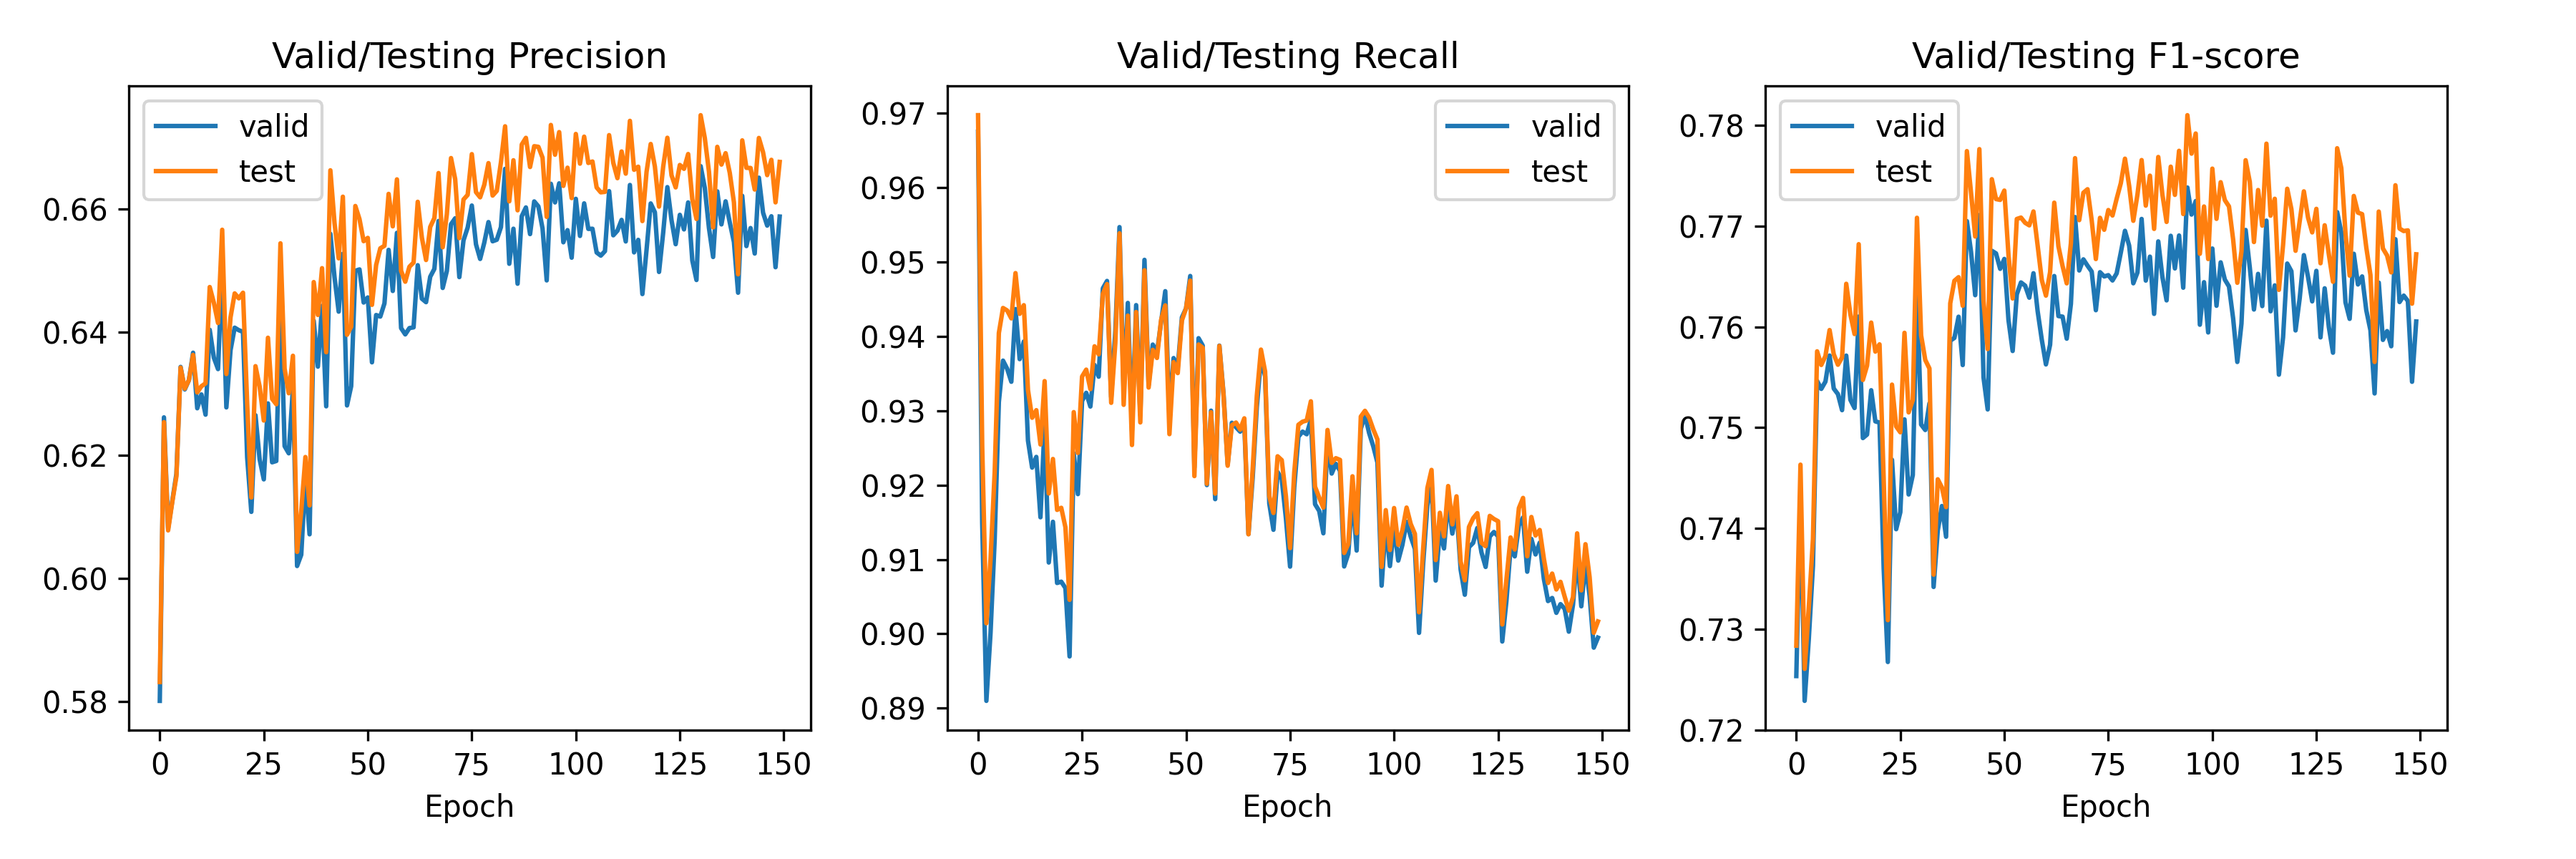 Valid/Testing Precision
valid
test
0.66
0.64
0.62
0.60
0.58
0 25 50 75 100 125 150
Epoch
Valid/Testing Recall
valid
test
0.97
0.96
0.95
0.94
0.93
0.92
0.91
0.90
0.89
0 25 50 75 100 125 150
Epoch
Valid/Testing F1-score
valid
test
0.78
0.77
0.76
0.75
0.74
0.73
0.72
0 25 50 75 100 125 150
Epoch